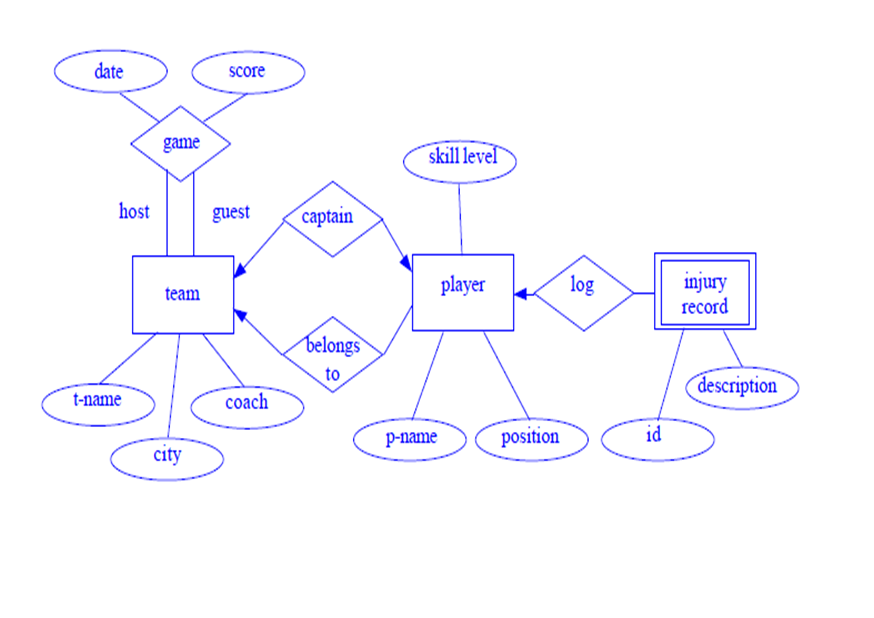 date
score
game
skill level
host
guest
captain
team
player
log
injury
record
belongs
to
t-name
coach
description
city
p-name
position
id